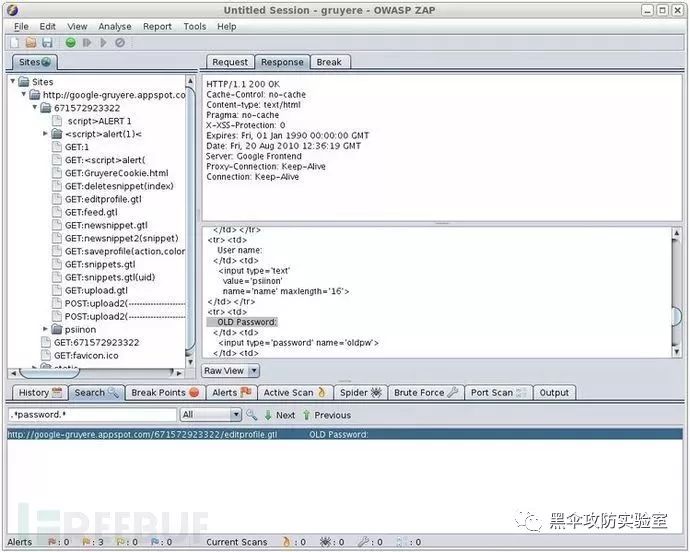 Untitled Session - gruyere - OWASP ZAP
File Edit View Analyse Report Tools Help
Sites
Request Response Break
Sites
http://google-gruyere.appspot.co
671572923322
script>ALERT 1
<script>alert(1)<
GET:1
GET:<script>alert(
GET:GruyereCookie.html
GET:deletesnippet(index)
GET:editprofile.gtl
GET:feed.gtl
GET:newsnippet.gtl
GET:newsnippet2(snippet)
GET:saveprofile(action,color
GET:snippets.gtl
GET:snippets.gtl(uid)
GET:upload.gtl
POST:upload2(--------------------
POST:upload2(--------------------
psiinon
GET:671572923322
GET:favicon.ico
static
HTTP/1.1 200 OK
Cache-Control: no-cache
Content-type: text/html
Pragma: no-cache
X-XSS-Protection: 0
Expires: Fri, 01 Jan 1990 00:00:00 GMT
Date: Fri, 20 Aug 2010 12:36:19 GMT
Server: Google Frontend
Proxy-Connection: Keep-Alive
Connection: Keep-Alive
</td> </tr>
<tr> <td>
User name:
</td> <td>
<input type='text'
value='psiinon'
name='name' maxlength='16'>
</td> </tr>
<tr> <td>
OLD Password:
</td> <td>
<input type='password' name='oldpw'>
</td> <td>
Raw View
History Search Break Points Alerts Active Scan Spider Brute Force Port Scan Output
.*password.* All Next Previous
http://google-gruyere.appspot.com/671572923322/editprofile.gtl OLD Password:
FREEBUF
黑伞攻防实验室
Alerts : 0 : 3 : 0 : 0 Current Scans : 0 : 0 : 0 : 0